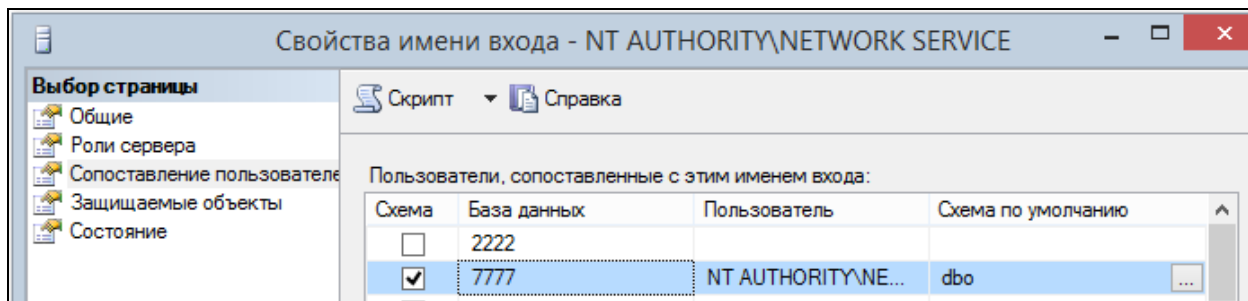 Свойства имени входа - NT AUTHORITY\NETWORK SERVICE
Выбор страницы
Общие
Роли сервера
Сопоставление пользователе
Защищаемые объекты
Состояние
Скрипт Справка
Пользователи, сопоставленные с этим именем входа:
Схема База данных Пользователь Схема по умолчанию
2222
7777 NT AUTHORITY\NE... dbo ...